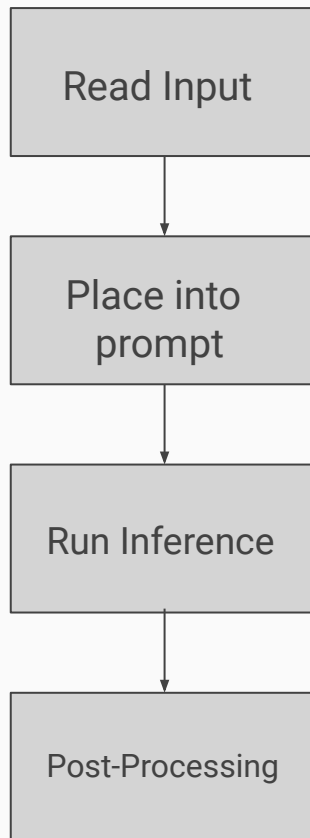 Read Input
Place into
prompt
Run Inference
Post-Processing